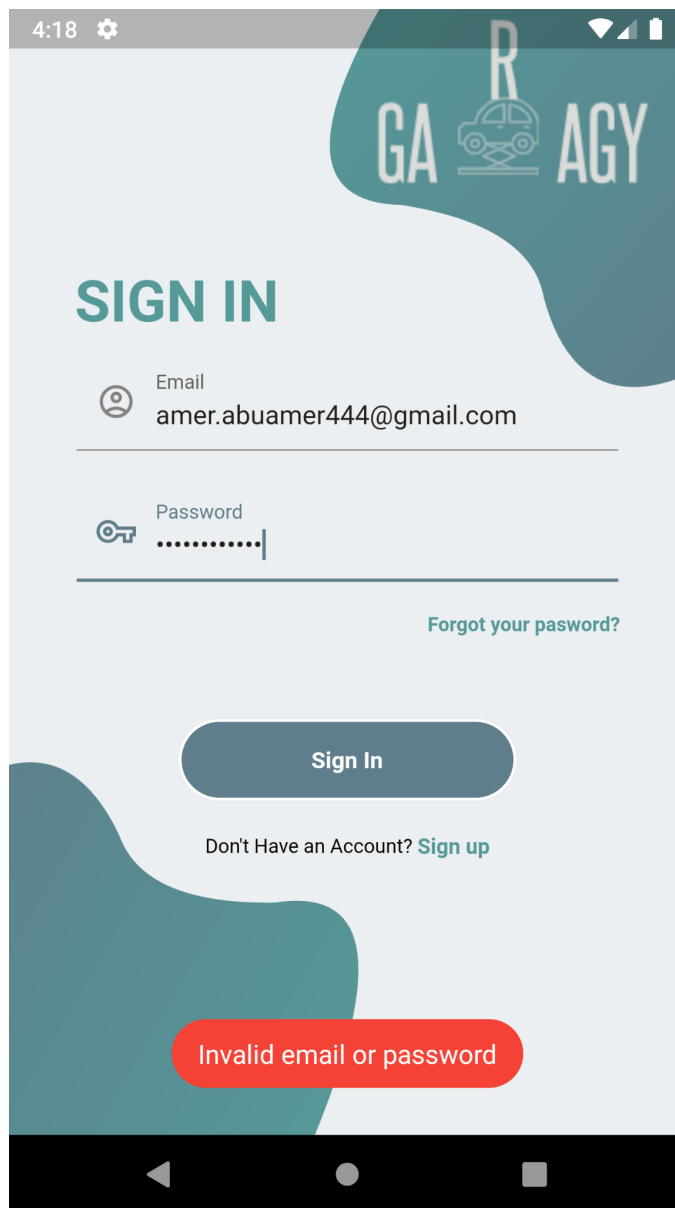 4:18
R
GA AGY
SIGN IN
Email
amer.abuamer444@gmail.com
Password
••••••••••••
Forgot your pasword?
Sign In
Don't Have an Account? Sign up
Invalid email or password